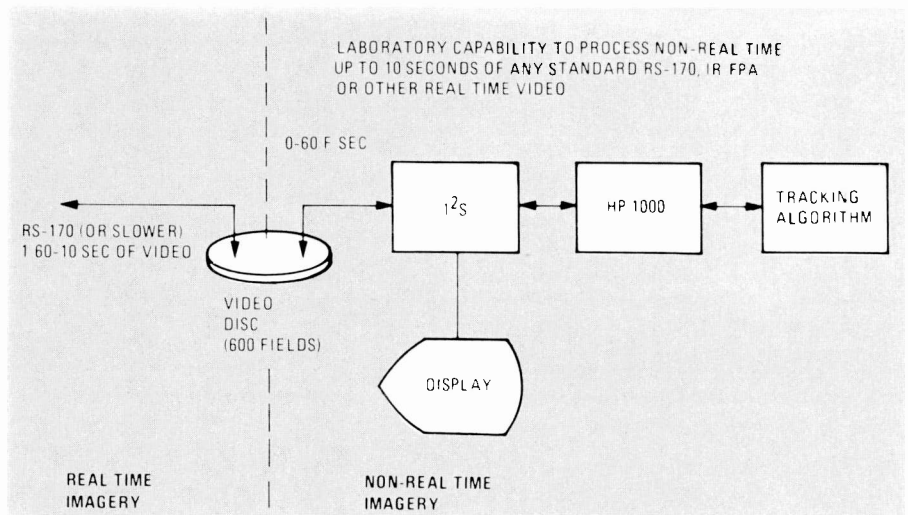 LABORATORY CAPABILITY TO PROCESS NON-REAL TIME
UP TO 10 SECONDS OF ANY STANDARD RS-170, IR FPA
OR OTHER REAL TIME VIDEO
0-60 F SEC
I²S
HP 1000
TRACKING
ALGORITHM
RS-170 (OR SLOWER)
1 60-10 SEC OF VIDEO
VIDEO
DISC
(600 FIELDS)
DISPLAY
REAL TIME
IMAGERY
NON-REAL TIME
IMAGERY